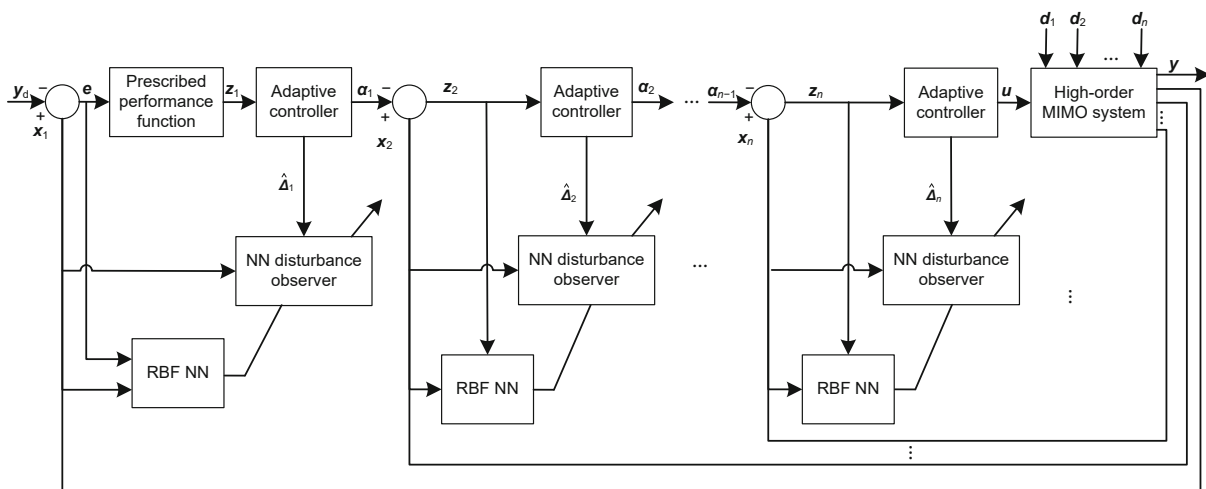 d1 d2 ... dn
yd − e Prescribed performance function z1 Adaptive controller α1 − z2 Adaptive controller α2 ... αn−1 − zn Adaptive controller u High-order MIMO system y
+ x1 + x2 + xn
Δ̂1 Δ̂2 Δ̂n
NN disturbance observer NN disturbance observer ... NN disturbance observer
RBF NN RBF NN RBF NN